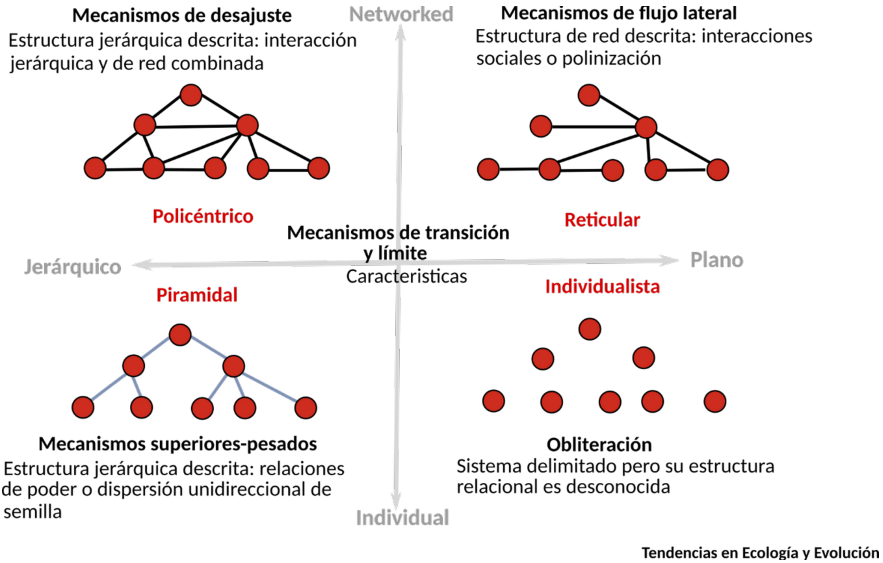 Networked
Mecanismos de desajuste
Estructura jerárquica descrita: interacción
jerárquica y de red combinada
Mecanismos de flujo lateral
Estructura de red descrita: interacciones
sociales o polinización
Policéntrico
Reticular
Mecanismos de transición
y límite
Caracteristicas
Jerárquico
Plano
Piramidal
Individualista
Mecanismos superiores-pesados
Estructura jerárquica descrita: relaciones
de poder o dispersión unidireccional de
semilla
Obliteración
Sistema delimitado pero su estructura
relacional es desconocida
Individual
Tendencias en Ecología y Evolución